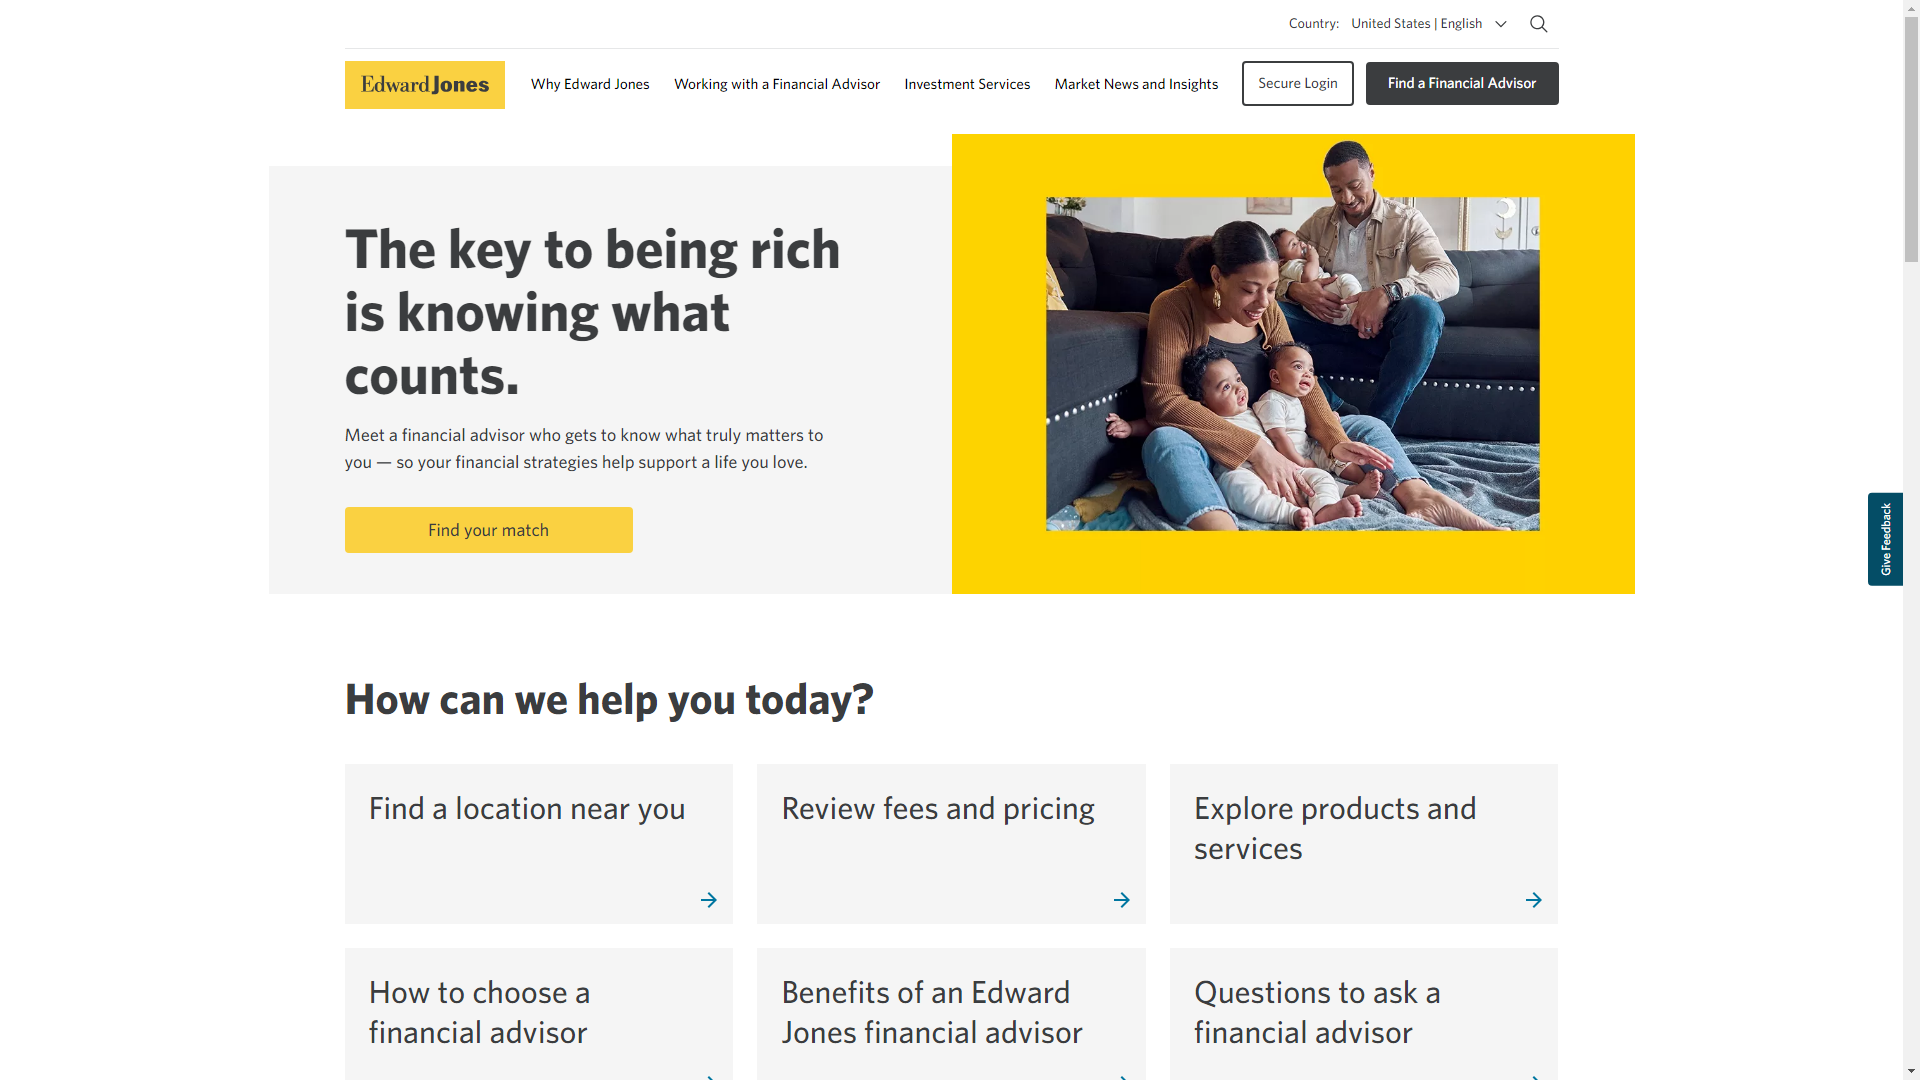 Country: United States | English
Edward Jones
Why Edward Jones
Working with a Financial Advisor
Investment Services
Market News and Insights
Secure Login
Find a Financial Advisor
The key to being rich
is knowing what
counts.
Meet a financial advisor who gets to know what truly matters to
you — so your financial strategies help support a life you love.
Find your match
Give Feedback
How can we help you today?
Find a location near you
Review fees and pricing
Explore products and
services
How to choose a
financial advisor
Benefits of an Edward
Jones financial advisor
Questions to ask a
financial advisor